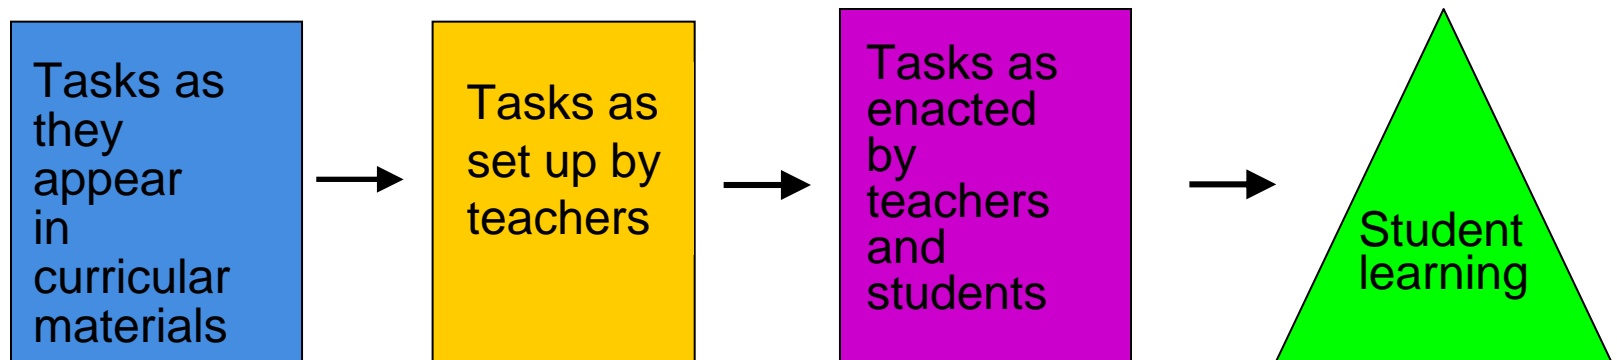 Tasks as
they
appear
in
curricular
materials
Tasks as
set up by
teachers
Tasks as
enacted
by
teachers
and
students
Student
learning